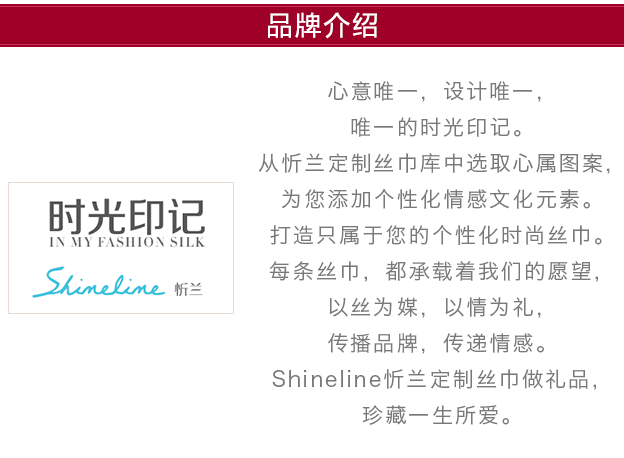 品牌介绍
心意唯一，设计唯一，
唯一的时光印记。
从忻兰定制丝巾库中选取心属图案，
为您添加个性化情感文化元素。
打造只属于您的个性化时尚丝巾。
每条丝巾，都承载着我们的愿望，
以丝为媒，以情为礼，
传播品牌，传递情感。
Shineline忻兰定制丝巾做礼品，
珍藏一生所爱。
时光印记
IN MY FASHION SILK
Shineline 忻兰